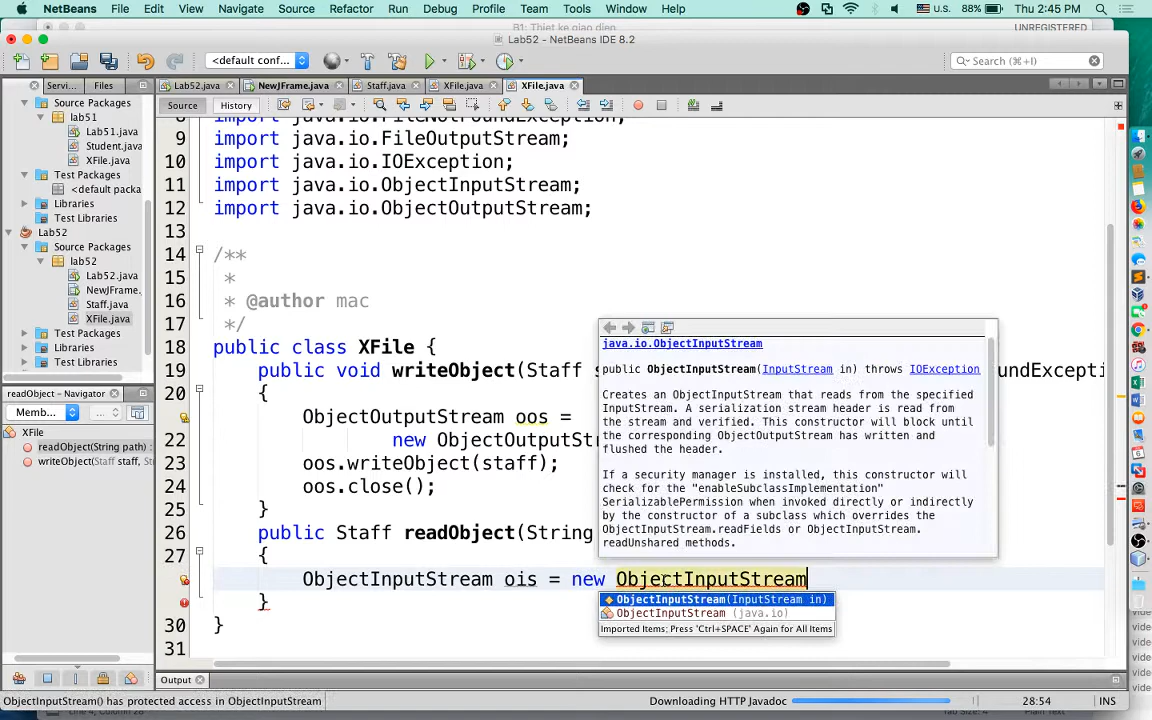 NetBeans File Edit View Navigate Source Refactor Run Debug Profile Team Tools Window Help U.S. 88% Thu 2:45 PM
B1: Thiet ke giao dien UNREGISTERED
Lab52 - NetBeans IDE 8.2
<default conf... Search (⌘+I)
Servi... Files Lab52.java NewJFrame.java Staff.java XFile.java XFile.java
Source Packages Source History
lab51
Lab51.java
Student.java
XFile.java
Test Packages
<default packa
Libraries
Test Libraries
Lab52
Source Packages
lab52
Lab52.java
NewJFrame.
Staff.java
XFile.java
Test Packages
Libraries
Test Libraries
readObject - Navigator
Memb... ...
XFile
readObject(String path) :
writeObject(Staff staff, Str
8 import java.io.FileNotFoundException;
9 import java.io.FileOutputStream;
10 import java.io.IOException;
11 import java.io.ObjectInputStream;
12 import java.io.ObjectOutputStream;
13
14 /**
15 *
16 * @author mac
17 */
18 public class XFile {
19 public void writeObject(Staff s oundExcepti
20 {
ObjectOutputStream oos =
22 new ObjectOutputStr
23 oos.writeObject(staff);
24 oos.close();
25 }
26 public Staff readObject(String
27 {
ObjectInputStream ois = new ObjectInputStream
}
30 }
31
java.io.ObjectInputStream
public ObjectInputStream(InputStream in) throws IOException
Creates an ObjectInputStream that reads from the specified
InputStream. A serialization stream header is read from
the stream and verified. This constructor will block until
the corresponding ObjectOutputStream has written and
flushed the header.
If a security manager is installed, this constructor will
check for the "enableSubclassImplementation"
SerializablePermission when invoked directly or indirectly
by the constructor of a subclass which overrides the
ObjectInputStream.readFields or ObjectInputStream.
readUnshared methods.
ObjectInputStream(InputStream in)
ObjectInputStream (java.io)
Imported Items; Press 'Ctrl+SPACE' Again for All Items
Output
ObjectInputStream() has protected access in ObjectInputStream Downloading HTTP Javadoc 28:54 INS